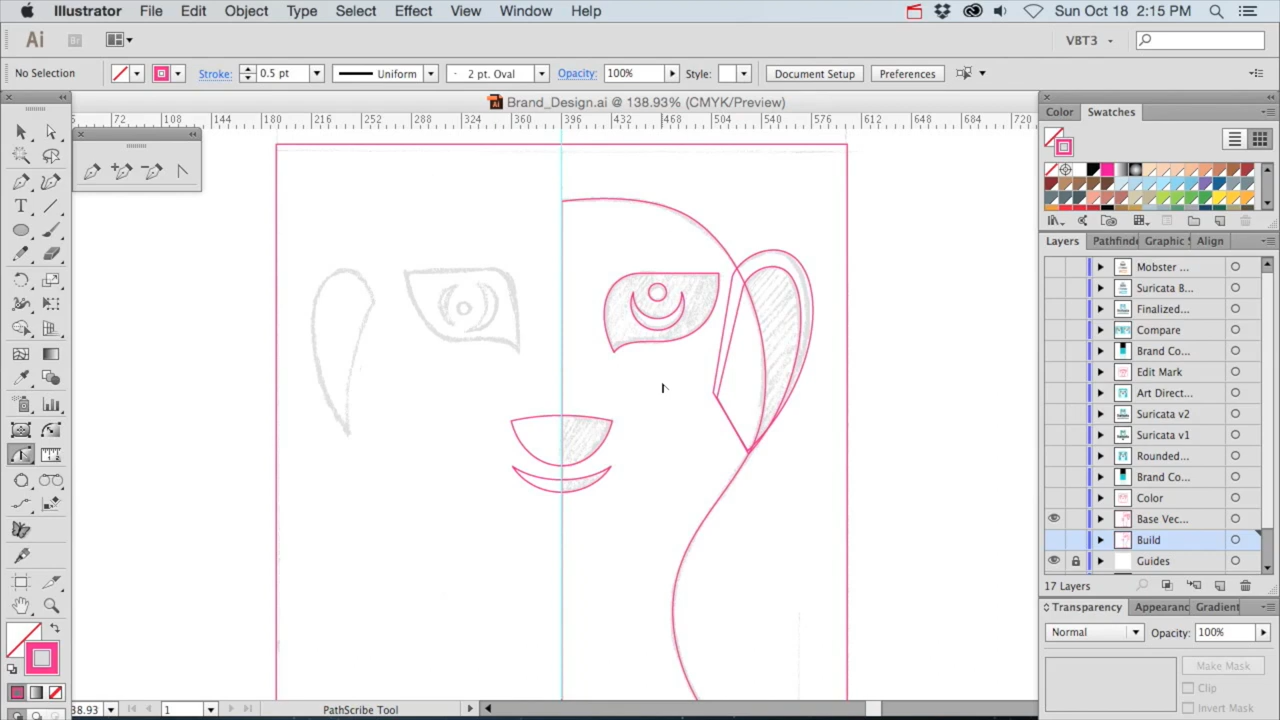 Illustrator File Edit Object Type Select Effect View Window Help Sun Oct 18 2:15 PM
Ai Br VBT3
No Selection Stroke: 0.5 pt Uniform 2 pt. Oval Opacity: 100% Style: Document Setup Preferences
Brand_Design.ai @ 138.93% (CMYK/Preview)
72 108 144 180 216 252 288 324 360 396 432 468 504 540 576 612 648 684 720
Color Swatches
Layers Pathfinde Graphic Align
Mobster ...
Suricata B...
Finalized...
Compare
Brand Co...
Edit Mark
Art Direct...
Suricata v2
Suricata v1
Rounded...
Brand Co...
Color
Base Vec...
Build
Guides
17 Layers
Transparency Appearanc Gradient
Normal Opacity: 100%
Make Mask
Clip
Invert Mask
38.93 1 PathScribe Tool